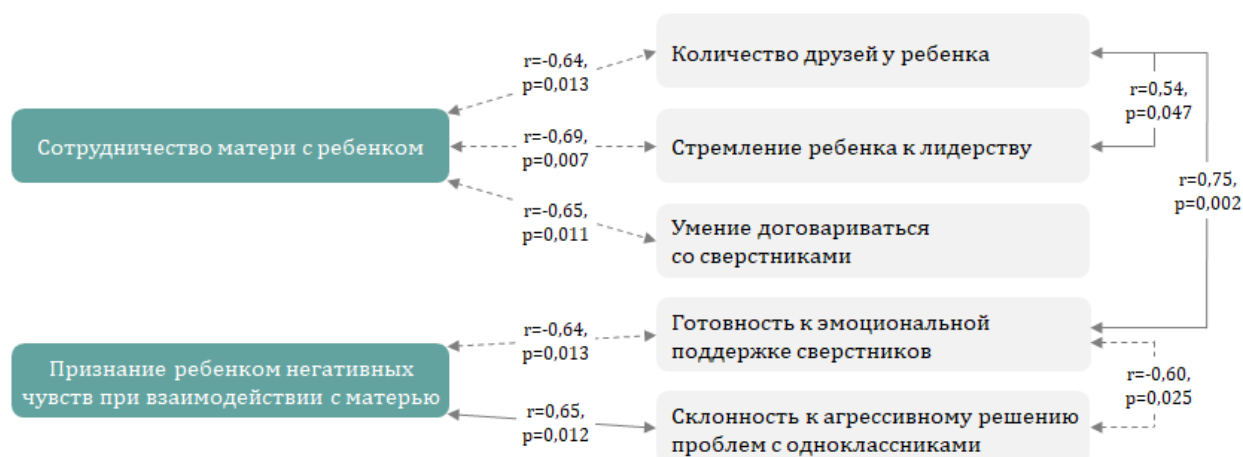 Количество друзей у ребенка
r=-0,64,
p=0,013
r=0,54,
p=0,047
Сотрудничество матери с ребенком
r=-0,69,
p=0,007
Стремление ребенка к лидерству
r=0,75,
p=0,002
r=-0,65,
p=0,011
Умение договариваться
со сверстниками
Готовность к эмоциональной
поддержке сверстников
r=-0,64,
p=0,013
Признание ребенком негативных
чувств при взаимодействии с матерью
r=-0,60,
p=0,025
r=0,65,
p=0,012
Склонность к агрессивному решению
проблем с одноклассниками